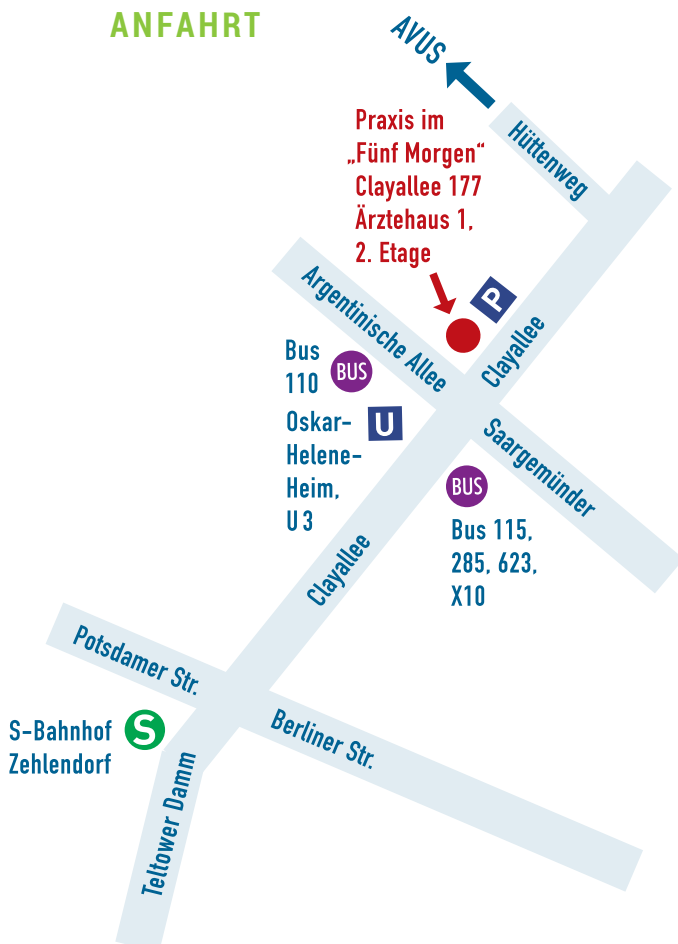 ANFAHRT
AVUS
Hüttenweg
Praxis im
„Fünf Morgen“
Clayallee 177
Ärztehaus 1,
2. Etage
P
Argentinische Allee
Clayallee
Bus
110
BUS
Oskar-
Helene-
Heim,
U3
U
Saargemünder
BUS
Bus 115,
285, 623,
X10
Clayallee
Potsdamer Str.
Berliner Str.
S-Bahnhof
Zehlendorf
S
Teltower Damm